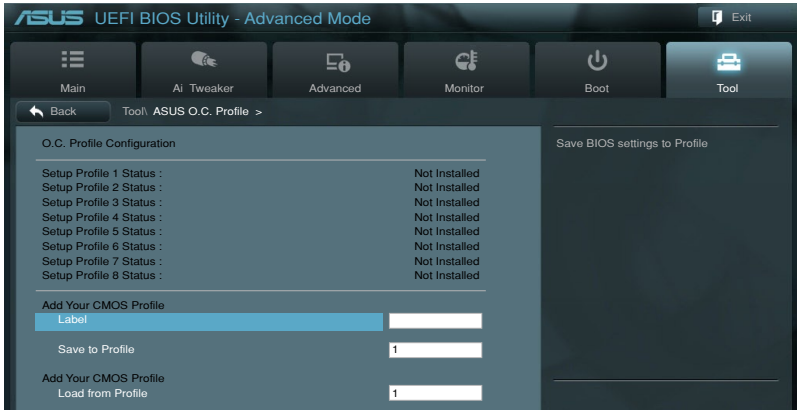 ASUS UEFI BIOS Utility - Advanced Mode
Exit
Main
Ai Tweaker
Advanced
Monitor
Boot
Tool
Back
Tool\ ASUS O.C. Profile >
O.C. Profile Configuration
Save BIOS settings to Profile
Setup Profile 1 Status : Not Installed
Setup Profile 2 Status : Not Installed
Setup Profile 3 Status : Not Installed
Setup Profile 4 Status : Not Installed
Setup Profile 5 Status : Not Installed
Setup Profile 6 Status : Not Installed
Setup Profile 7 Status : Not Installed
Setup Profile 8 Status : Not Installed
Add Your CMOS Profile
Label
Save to Profile 1
Add Your CMOS Profile
Load from Profile 1